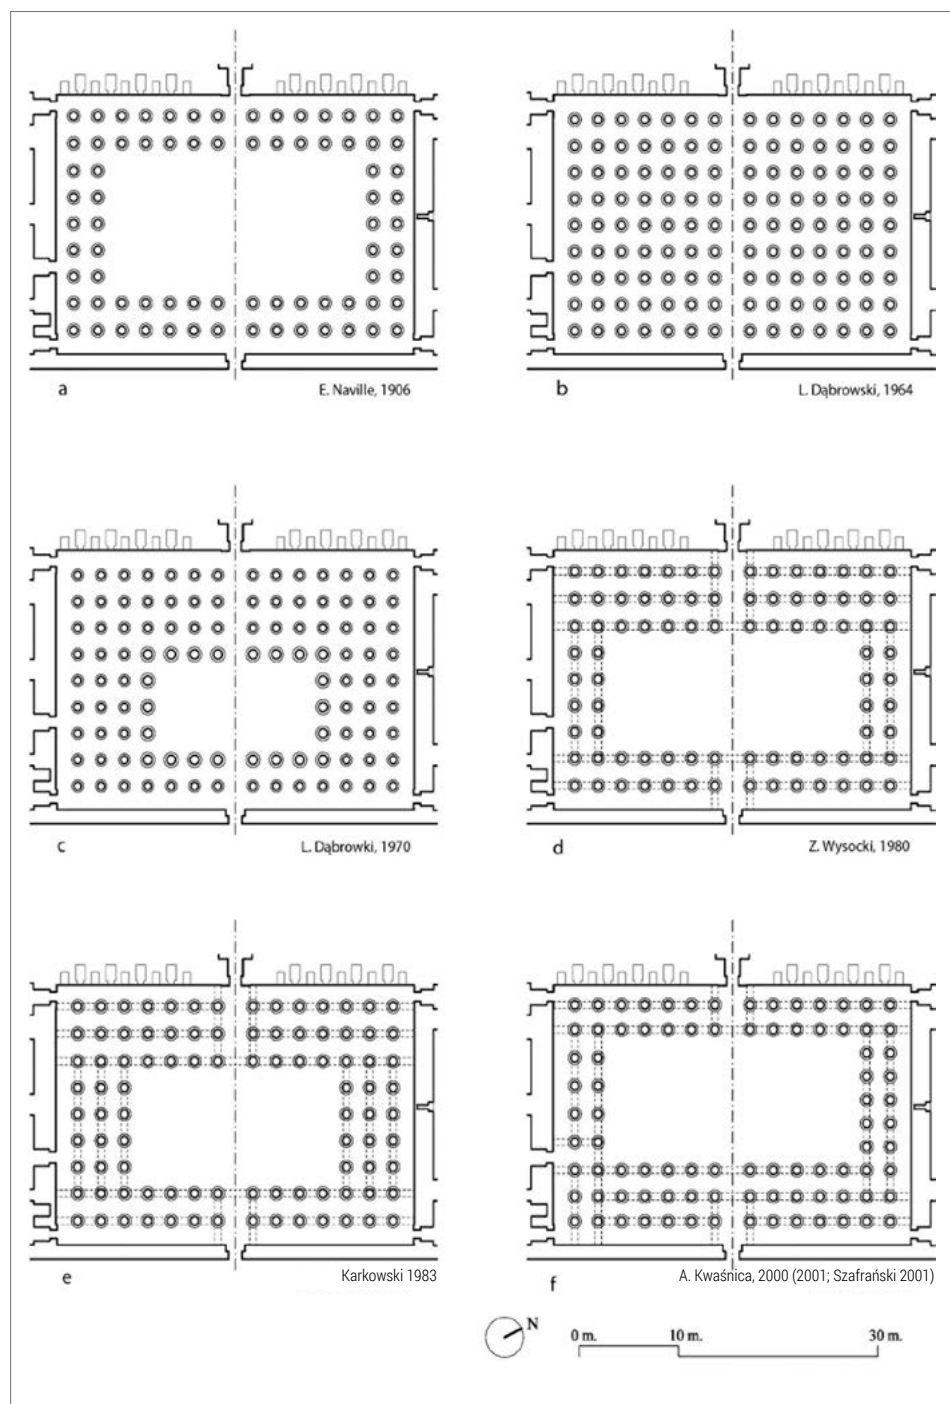 a
E. Naville, 1906
b
L. Dąbrowski, 1964
c
L. Dąbrowki, 1970
d
Z. Wysocki, 1980
e
Karkowski 1983
f
A. Kwaśnica, 2000 (2001; Szafrański 2001)
N
0 m.
10 m.
30 m.